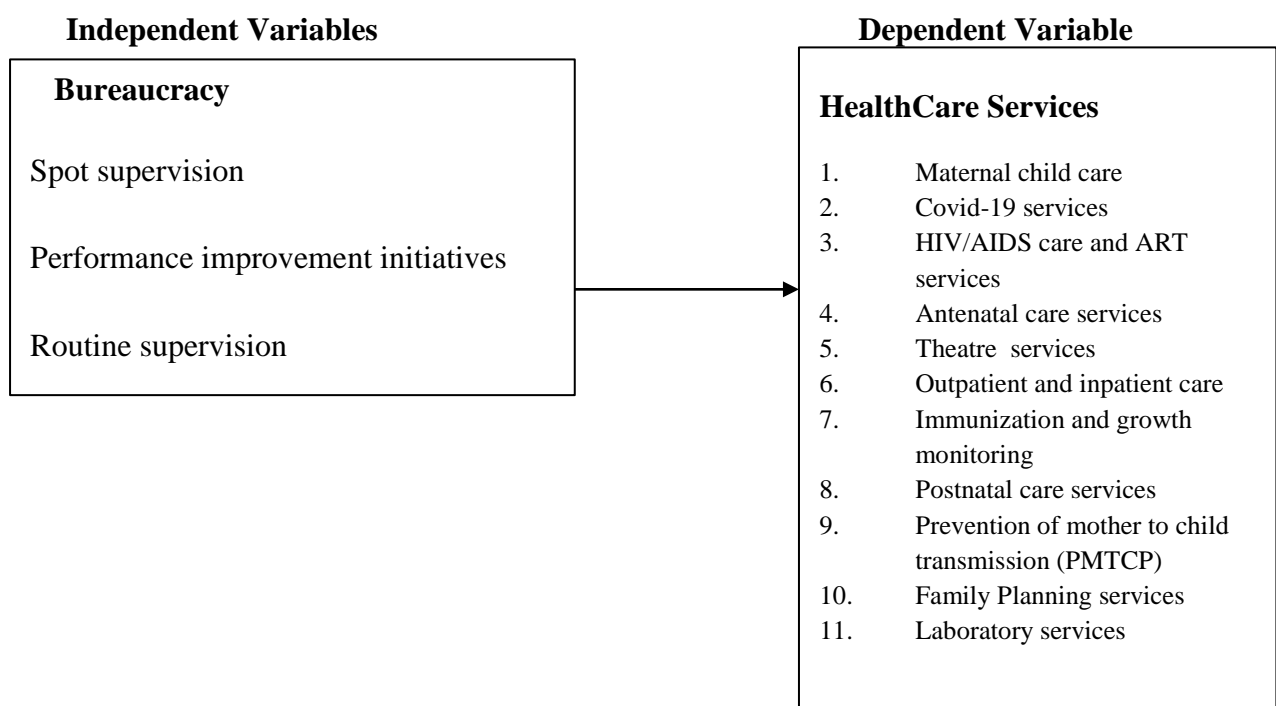 Independent Variables
Bureaucracy
Spot supervision
Performance improvement initiatives
Routine supervision
Dependent Variable
HealthCare Services
1. Maternal child care
2. Covid-19 services
3. HIV/AIDS care and ART
services
4. Antenatal care services
5. Theatre services
6. Outpatient and inpatient care
7. Immunization and growth
monitoring
8. Postnatal care services
9. Prevention of mother to child
transmission (PMTCP)
10. Family Planning services
11. Laboratory services